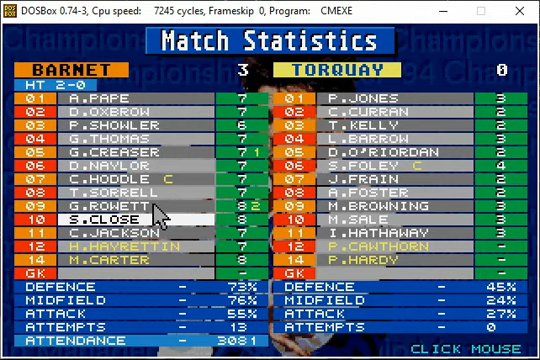 DOSBox 0.74-3, Cpu speed: 7245 cycles, Frameskip 0, Program: CMEXE
Match Statistics
BARNET 3 TORQUAY 0
HT 2-0
01 A.PAPE 7 01 P.JONES 3
02 D.OXBROW 7 02 C.CURRAN 2
03 P.SHOWLER 6 03 T.KELLY 2
04 G.THOMAS 7 04 L.BARROW 3
05 G.CREASER 7 1 05 D.O'RIORDAN 2
06 D.NAYLOR 7 06 S.FOLEY C 4
07 C.HODDLE C 7 07 J.FRAIN 2
08 T.SORRELL 7 08 A.FOSTER 2
09 G.ROWETT 8 2 09 M.BROWNING 3
10 S.CLOSE 8 10 M.SALE 3
11 C.JACKSON 7 11 I.HATHAWAY 3
12 H.HAYRETTIN 7 12 P.CAWTHORN -
14 M.CARTER 8 14 P.HARDY -
GK - GK -
DEFENCE - 73% DEFENCE - 45%
MIDFIELD - 76% MIDFIELD - 24%
ATTACK - 55% ATTACK - 27%
ATTEMPTS - 13 ATTEMPTS - 0
ATTENDANCE - 3081
CLICK MOUSE